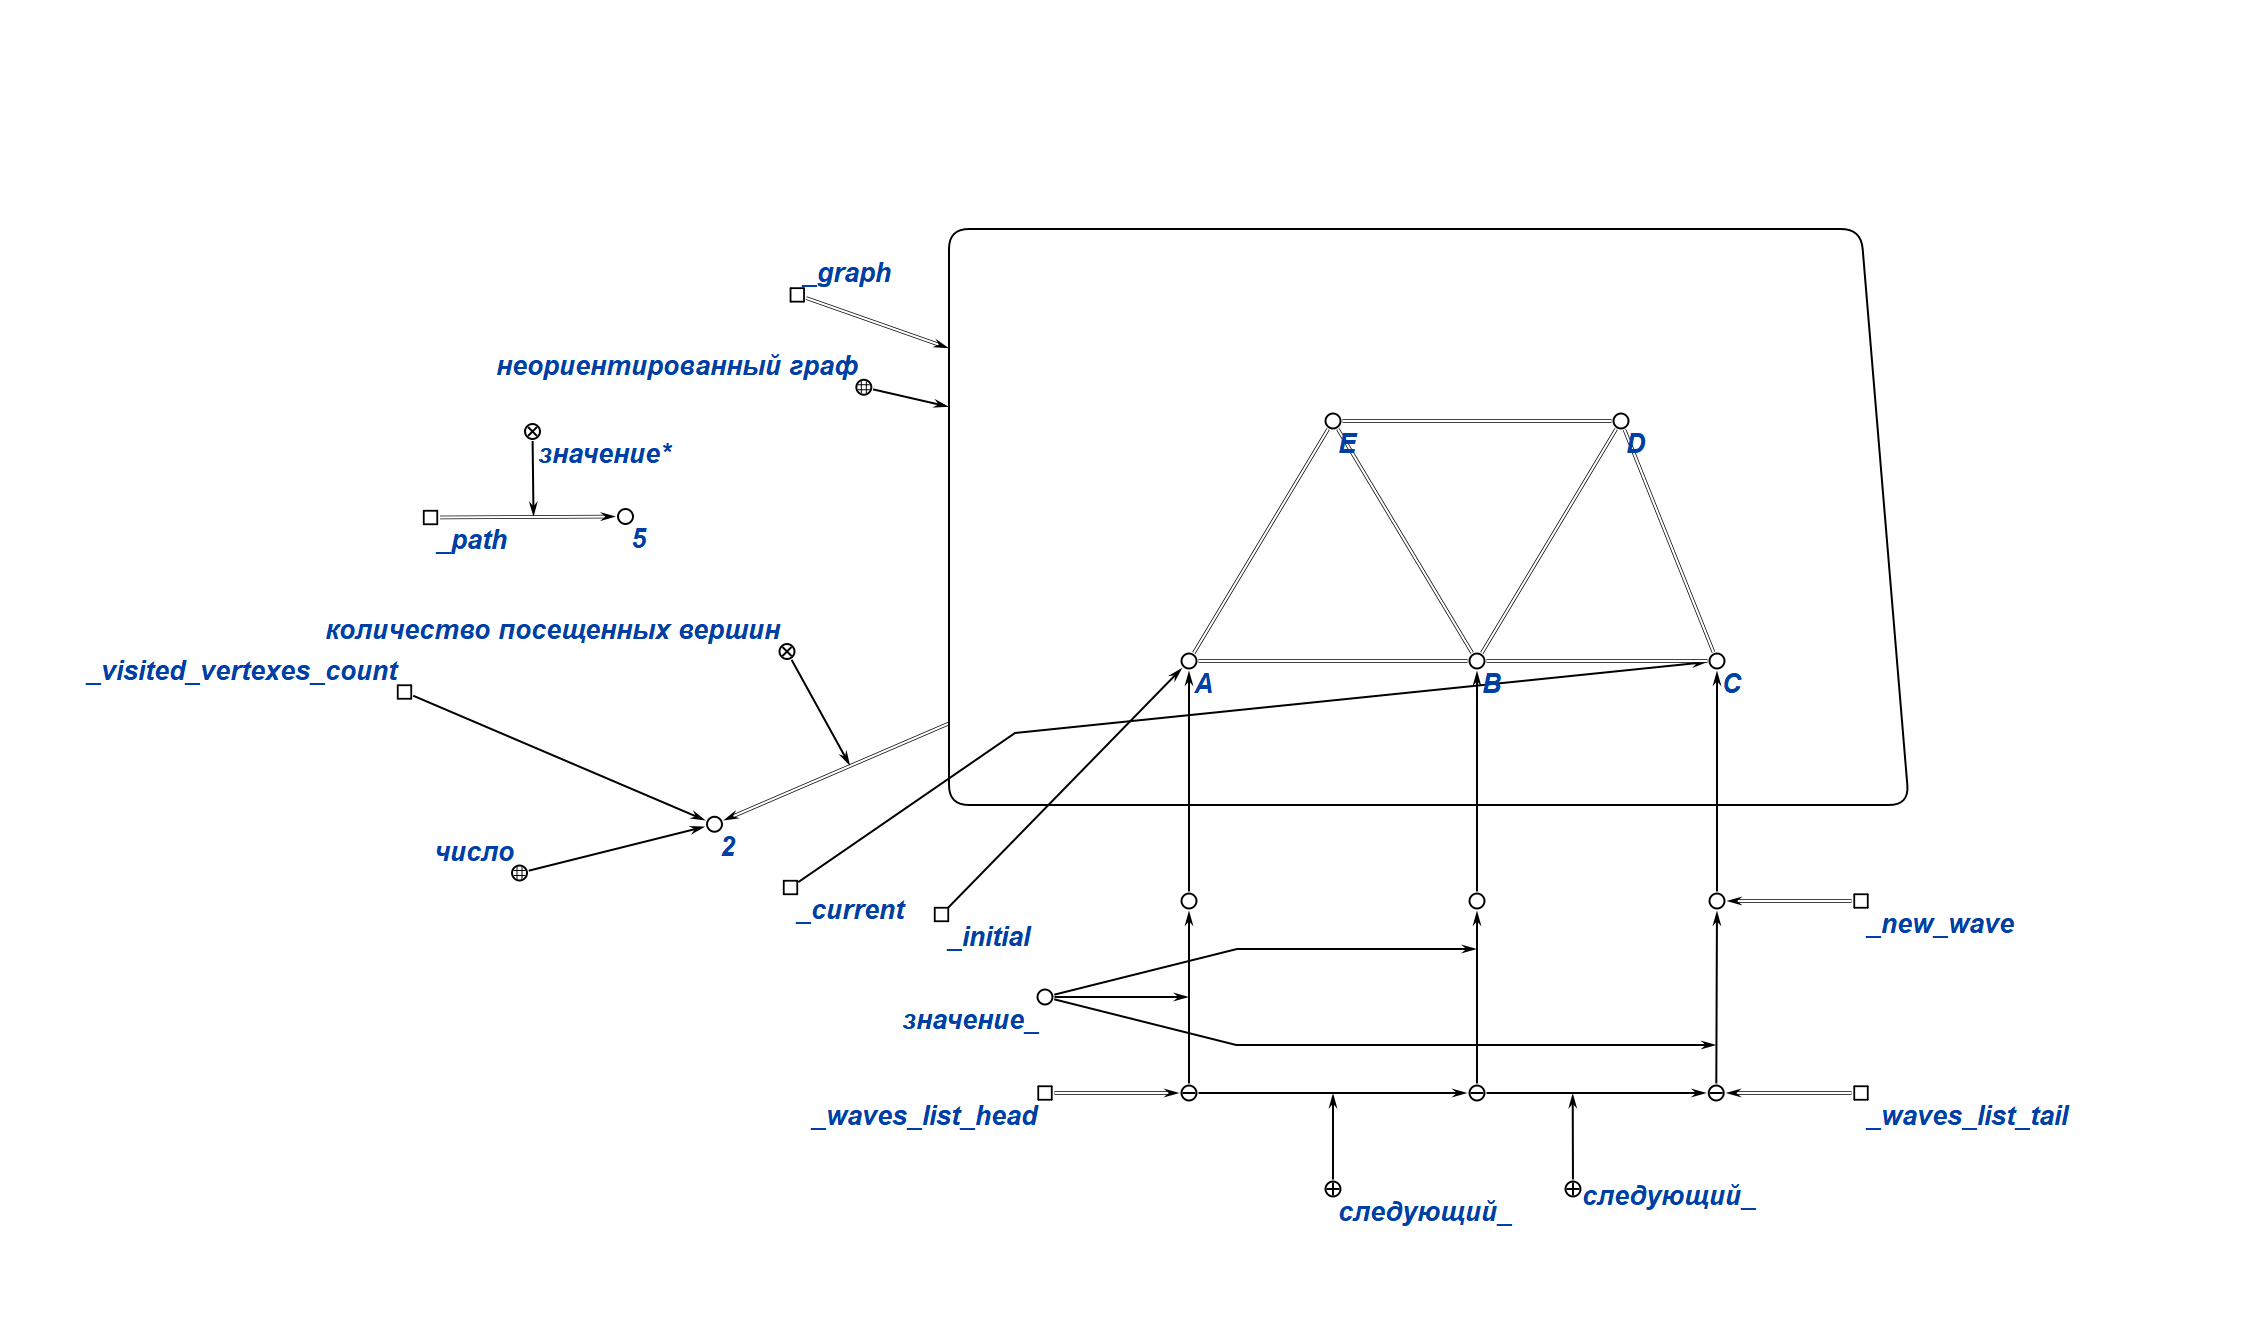 _graph
неориентированный граф
значение*
E
D
_path
5
количество посещенных вершин
_visited_vertexes_count
A
B
C
число
2
_current
_initial
_new_wave
значение_
_waves_list_head
_waves_list_tail
следующий_
следующий_